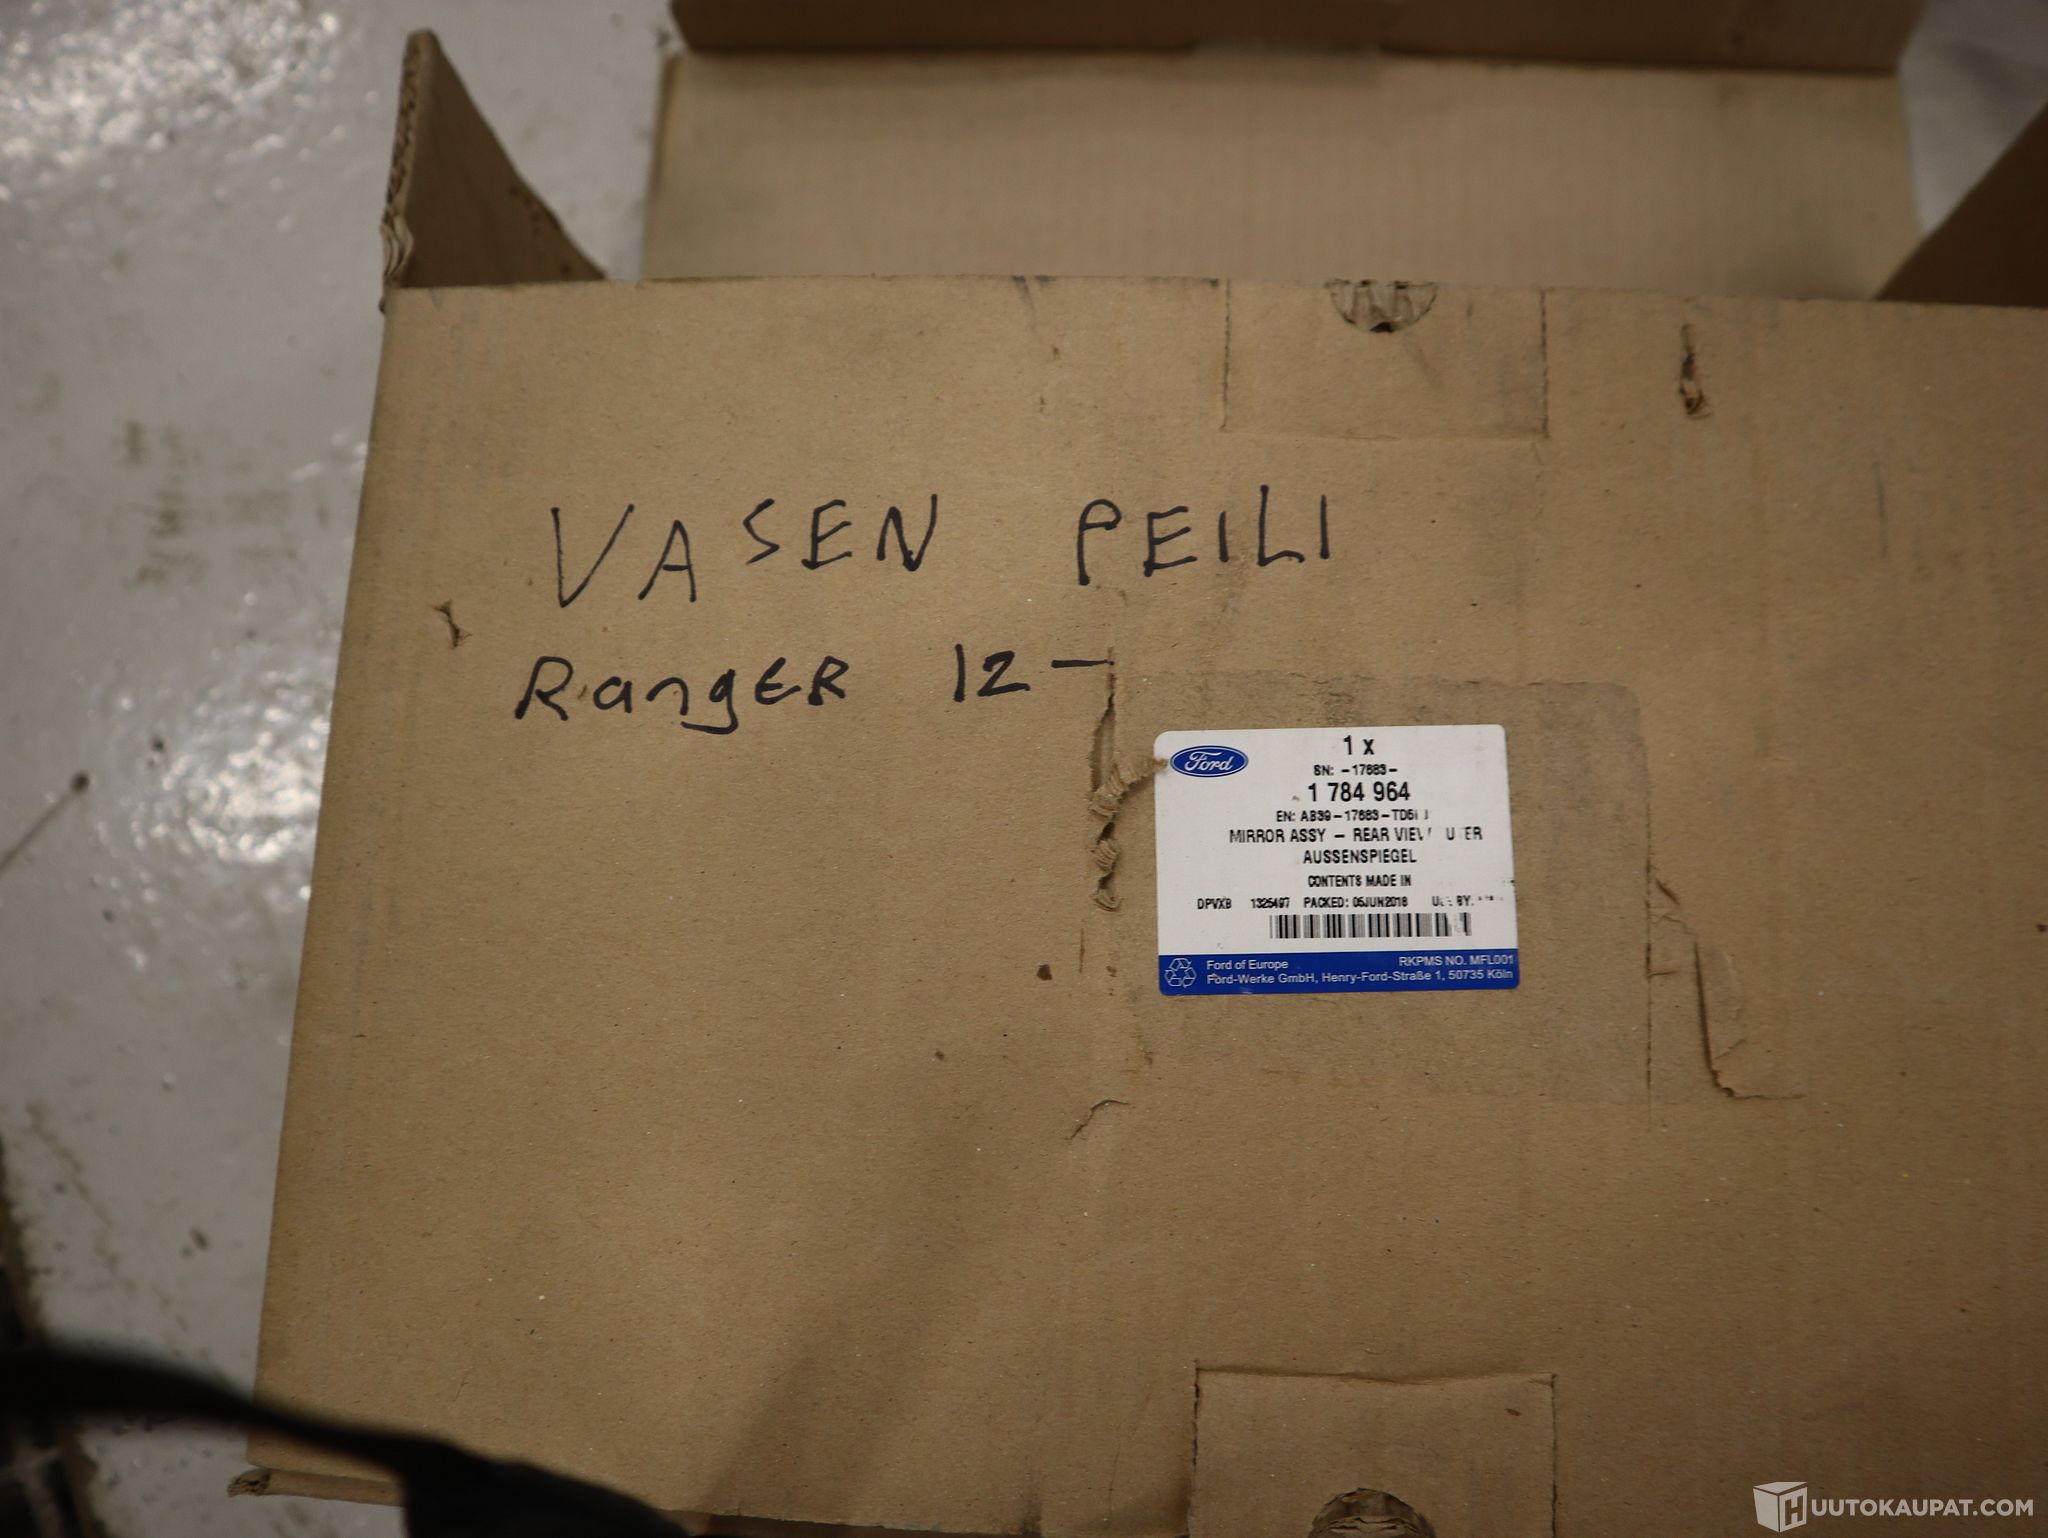 VASEN PEILI
RangER 12-
Ford
1 x
SN: -17683-
1 784 964
EN: AB39-17683-
MIRROR ASSY - REAR
AUSSENSPIEGEL
CONTENTS MADE IN
DPVXB 1325497 PACKED: 05JUN2018 BY:
Ford of Europe RKPMS NO. MFL001
Ford-Werke GmbH, Henry-Ford-Straße 1, 50735 Köln
HUUTOKAUPAT.COM